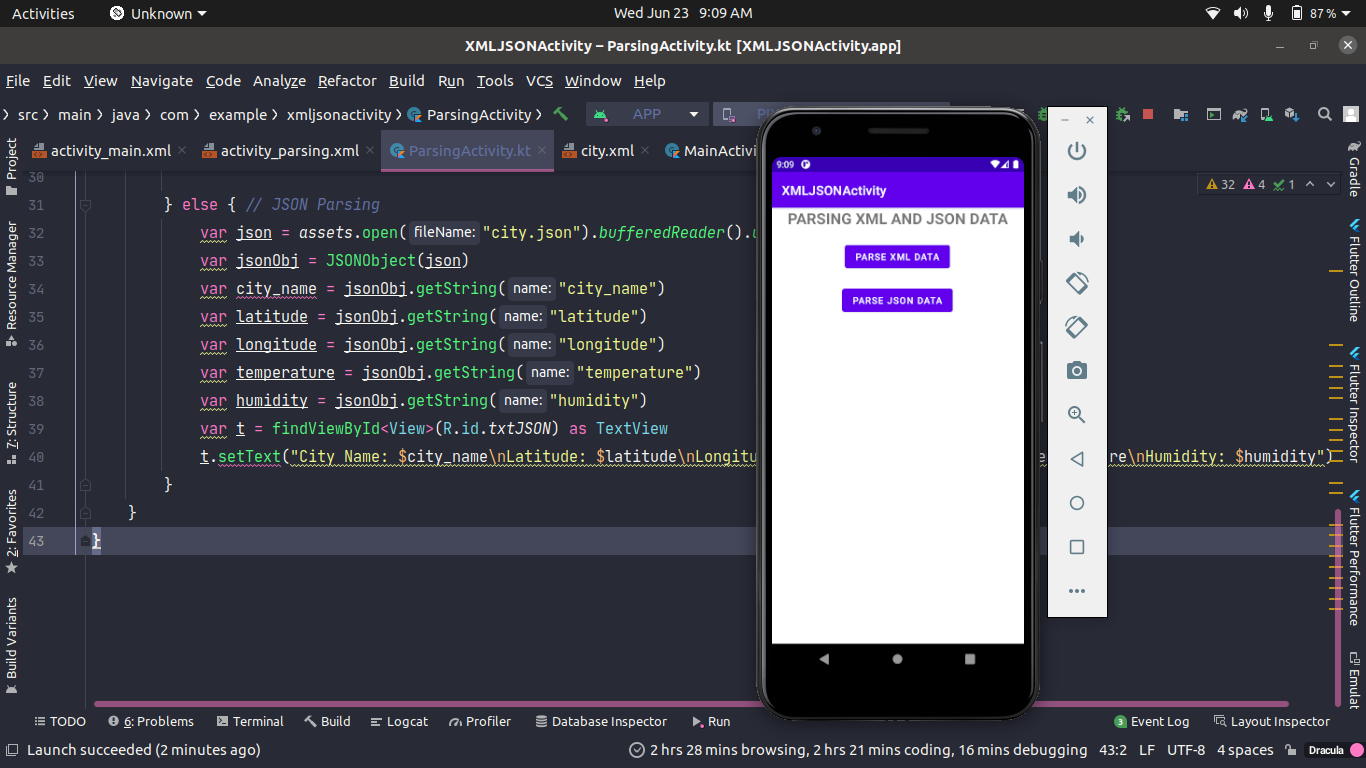 Activities Unknown Wed Jun 23 9:09 AM 87 %
XMLJSONActivity – ParsingActivity.kt [XMLJSONActivity.app]
File Edit View Navigate Code Analyze Refactor Build Run Tools VCS Window Help
src main java com example xmljsonactivity ParsingActivity APP
activity_main.xml activity_parsing.xml ParsingActivity.kt city.xml MainActivi
30 32 4 1
31 } else { // JSON Parsing
32 var json = assets.open( fileName: "city.json").bufferedReader().
33 var jsonObj = JSONObject(json)
34 var city_name = jsonObj.getString( name: "city_name")
35 var latitude = jsonObj.getString( name: "latitude")
36 var longitude = jsonObj.getString( name: "longitude")
37 var temperature = jsonObj.getString( name: "temperature")
38 var humidity = jsonObj.getString( name: "humidity")
39 var t = findViewById<View>(R.id.txtJSON) as TextView
40 t.setText("City Name: $city_name\nLatitude: $latitude\nLongitu re\nHumidity: $humidity")
41 }
42 }
43 }
Project
Resource Manager
7: Structure
2: Favorites
Build Variants
9:09
XMLJSONActivity
PARSING XML AND JSON DATA
PARSE XML DATA
PARSE JSON DATA
Gradle
Flutter Outline
Flutter Inspector
Flutter Performance
Emulat
TODO 6: Problems Terminal Build Logcat Profiler Database Inspector Run 3 Event Log Layout Inspector
Launch succeeded (2 minutes ago) 2 hrs 28 mins browsing, 2 hrs 21 mins coding, 16 mins debugging 43:2 LF UTF-8 4 spaces Dracula